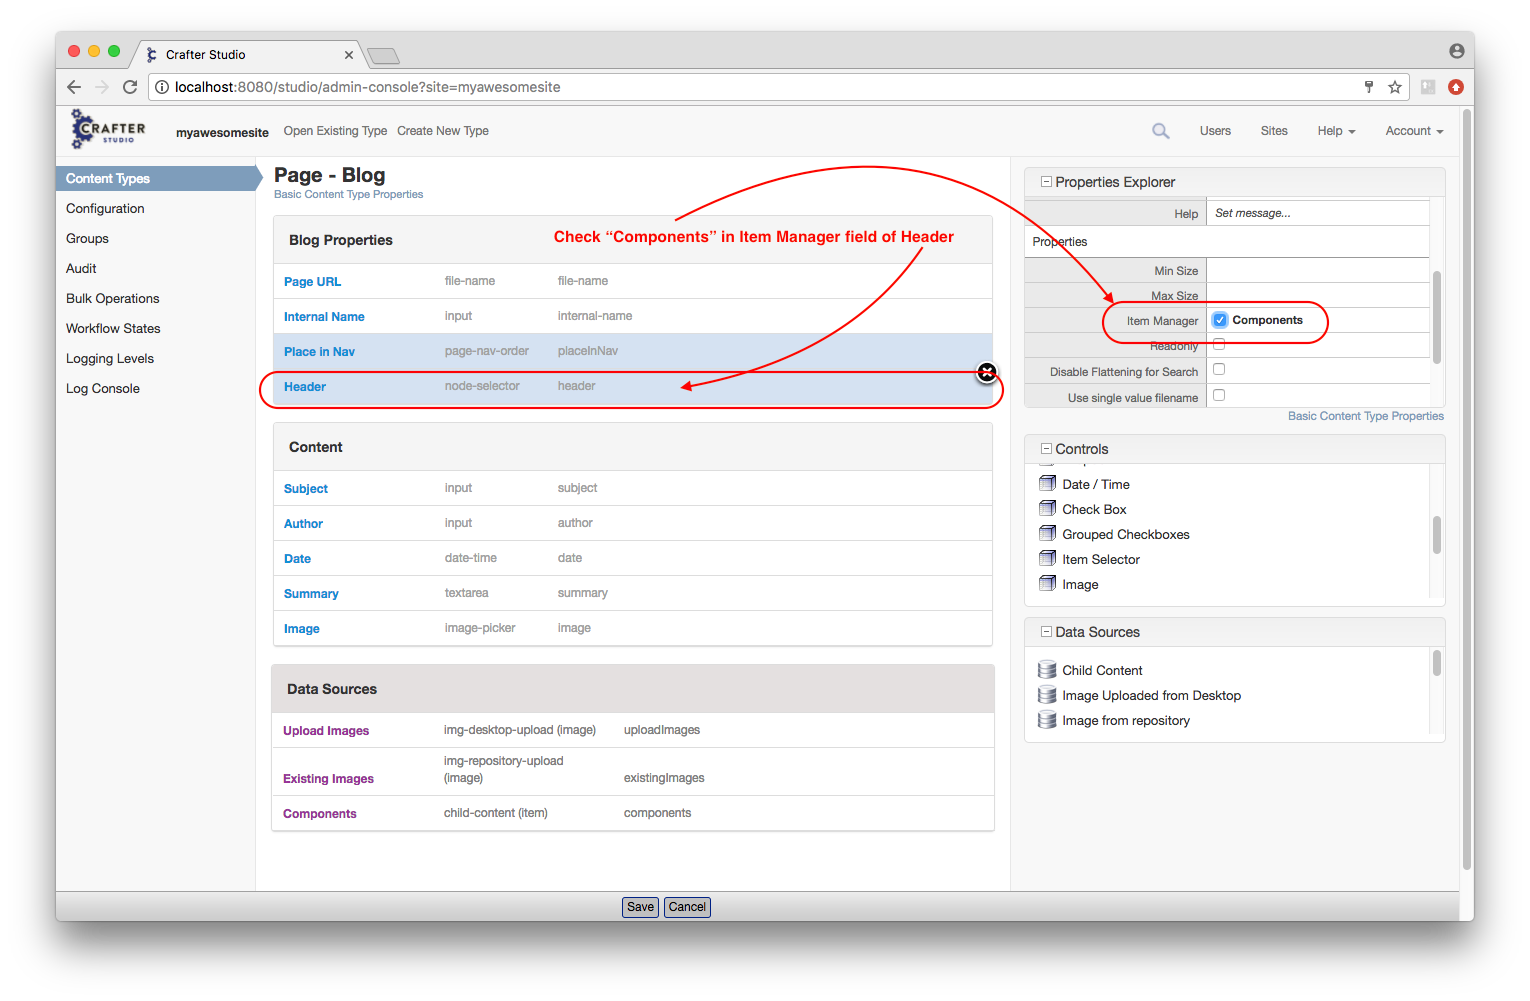 Crafter Studio
localhost:8080/studio/admin-console?site=myawesomesite
CRAFTER
STUDIO
myawesomesite Open Existing Type Create New Type
Users Sites Help Account
Content Types
Configuration
Groups
Audit
Bulk Operations
Workflow States
Logging Levels
Log Console
Page - Blog
Basic Content Type Properties
Blog Properties
Check “Components” in Item Manager field of Header
Page URL file-name file-name
Internal Name input internal-name
Place in Nav page-nav-order placeInNav
Header node-selector header
Content
Subject input subject
Author input author
Date date-time date
Summary textarea summary
Image image-picker image
Data Sources
Upload Images img-desktop-upload (image) uploadImages
img-repository-upload
Existing Images (image) existingImages
Components child-content (item) components
Properties Explorer
Help Set message...
Properties
Min Size
Max Size
Item Manager Components
Readonly
Disable Flattening for Search
Use single value filename
Basic Content Type Properties
Controls
Date / Time
Check Box
Grouped Checkboxes
Item Selector
Image
Data Sources
Child Content
Image Uploaded from Desktop
Image from repository
Save Cancel